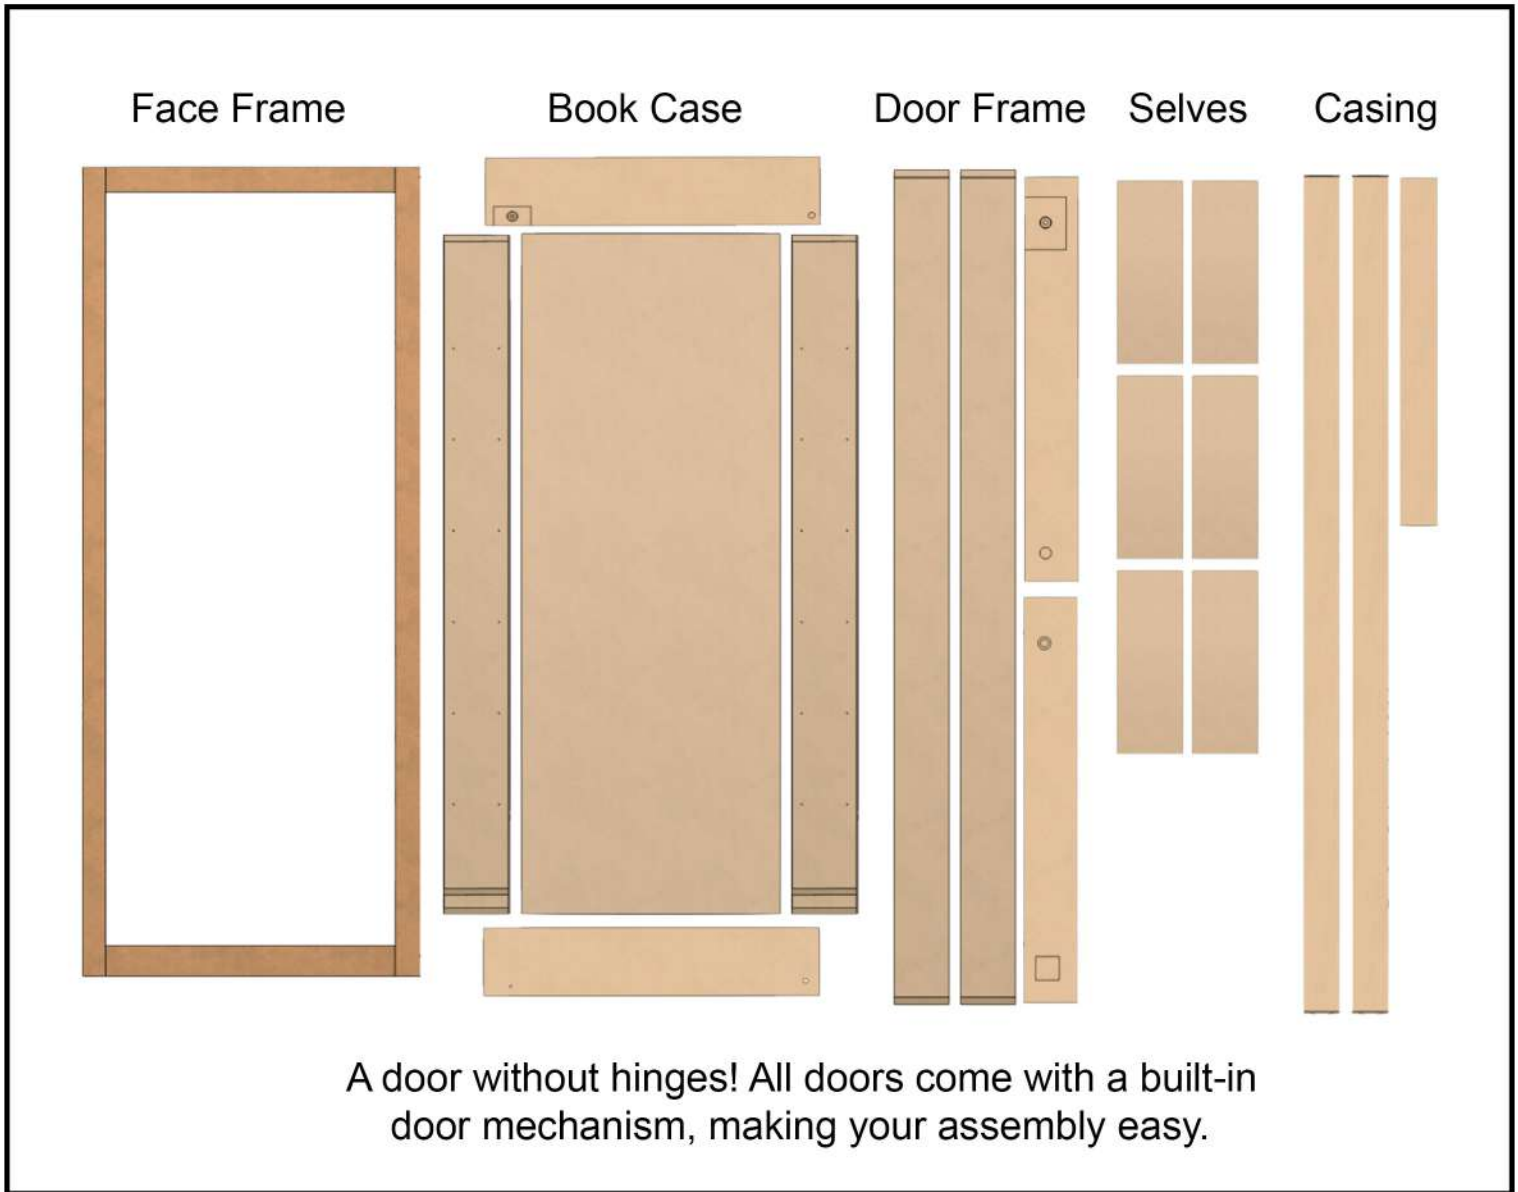 Face Frame
Book Case
Door Frame
Selves
Casing
A door without hinges! All doors come with a built-in
door mechanism, making your assembly easy.